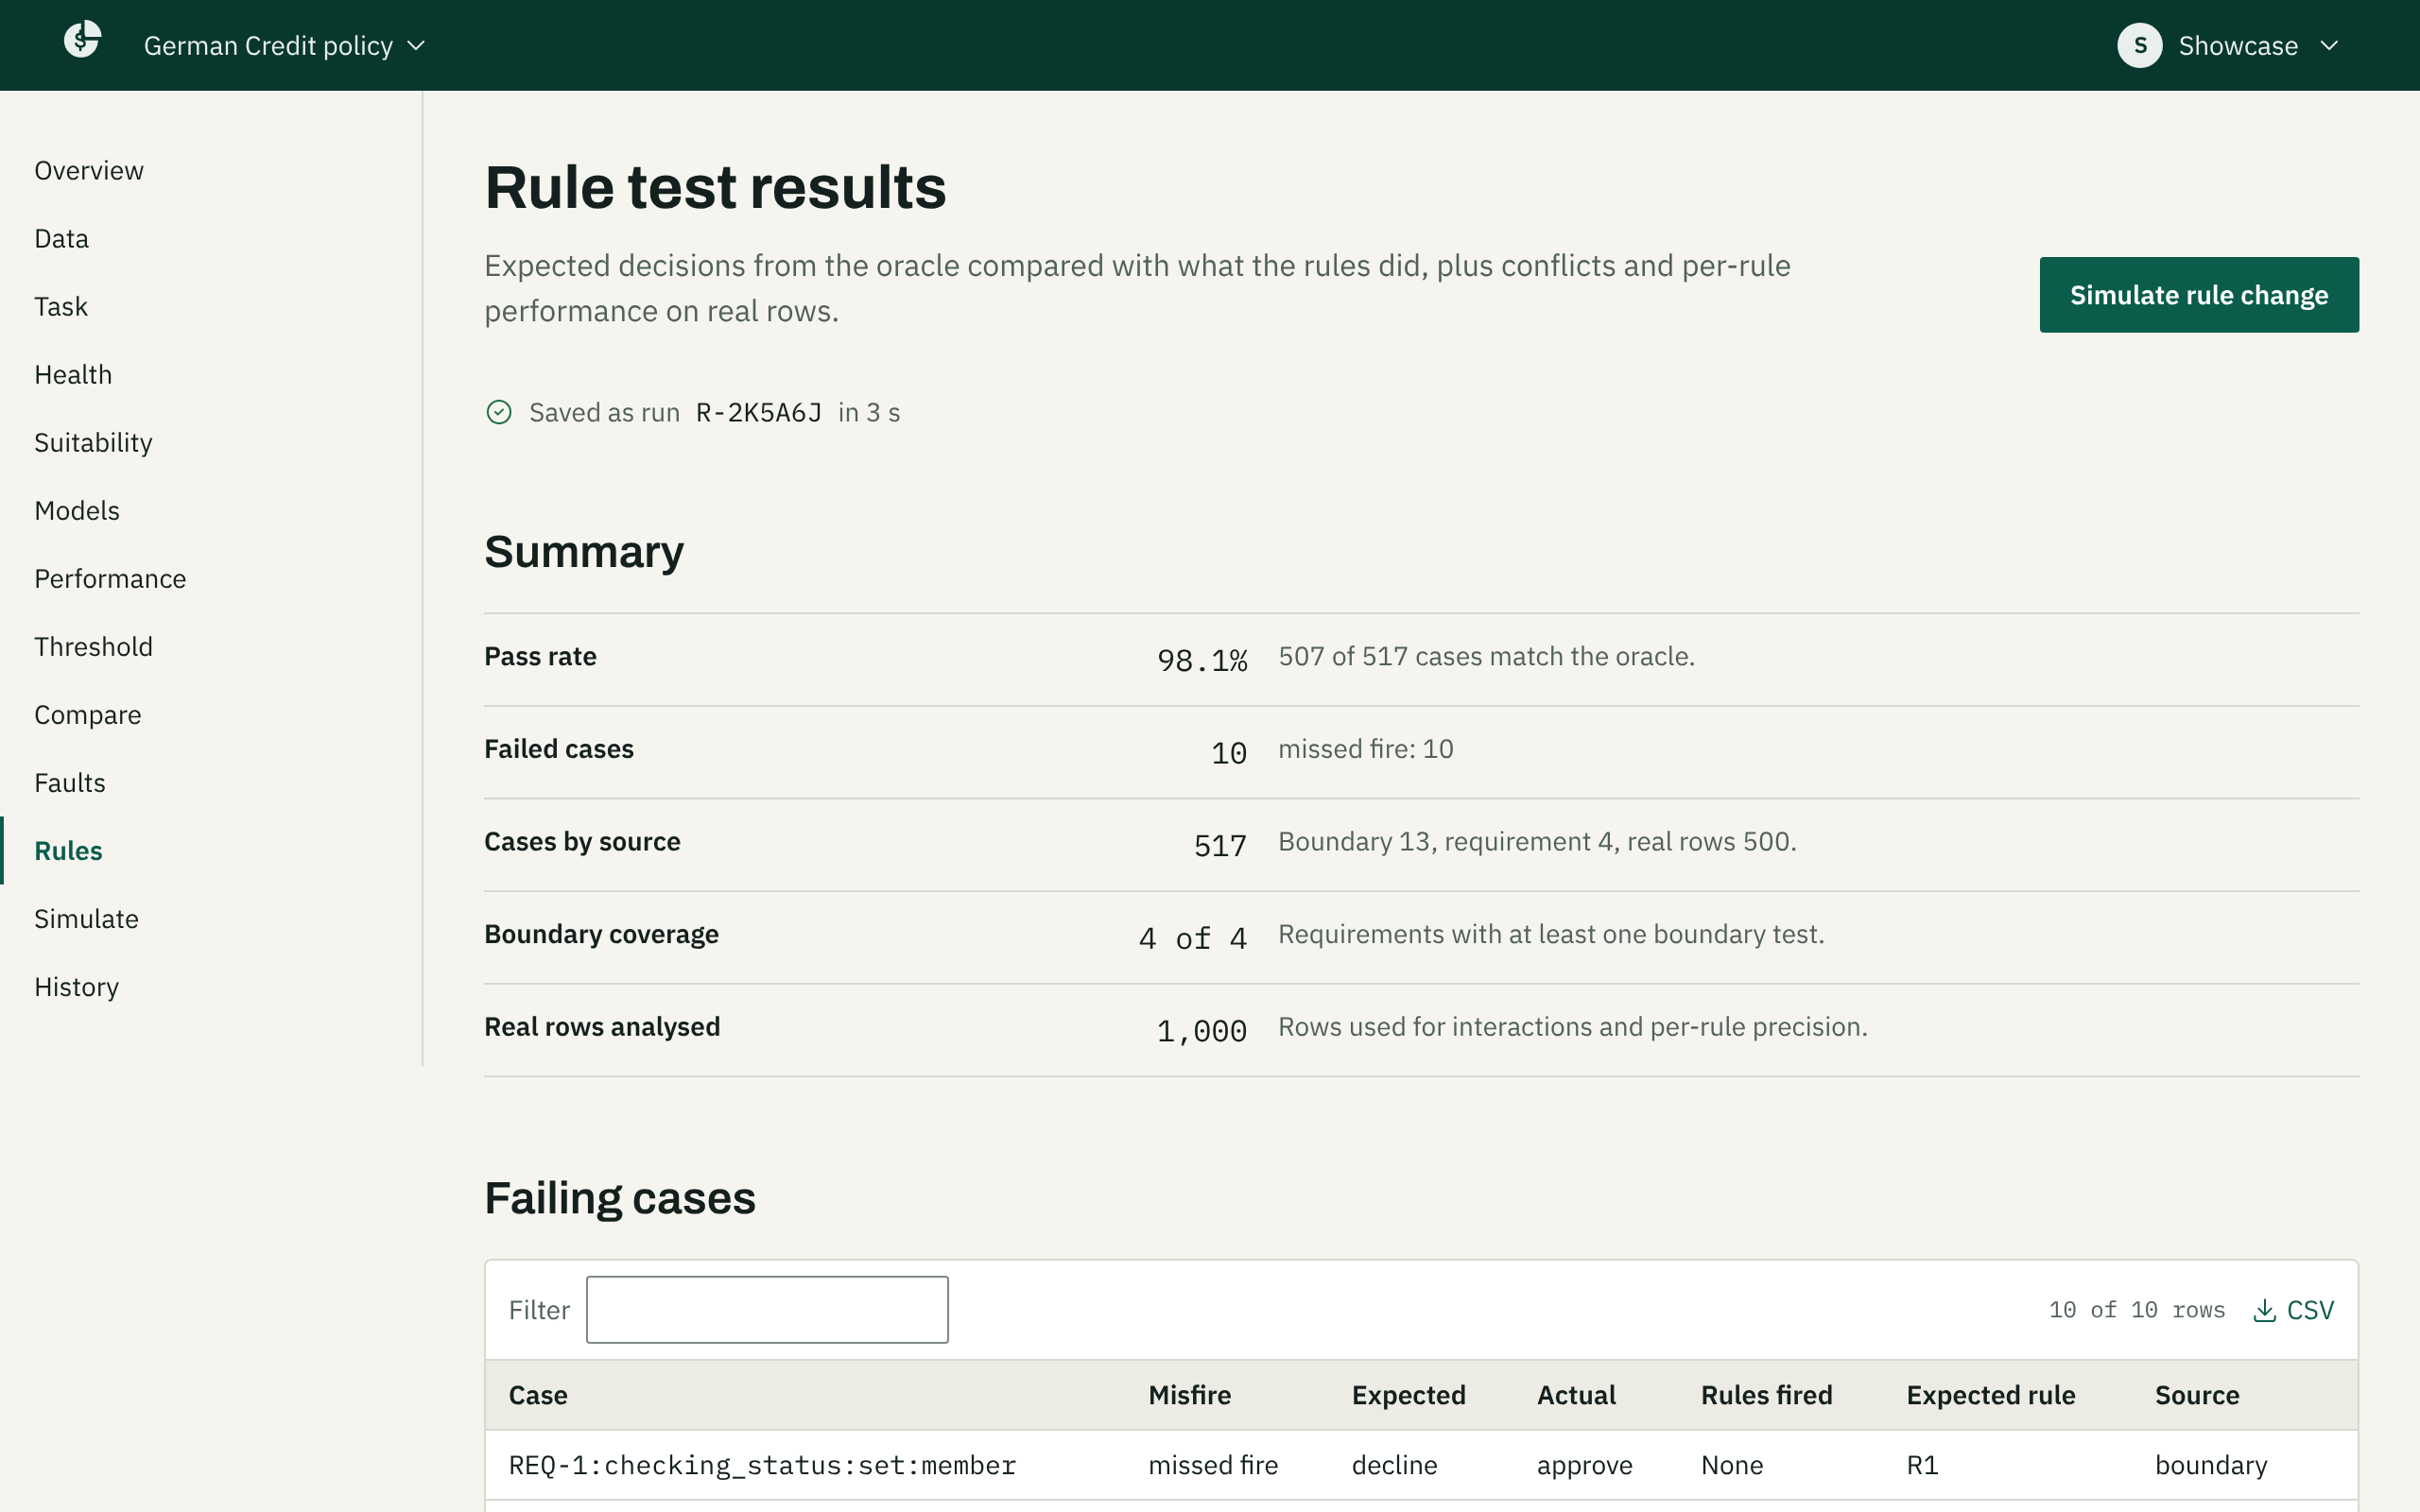 German Credit policy
S Showcase
Overview
Data
Task
Health
Suitability
Models
Performance
Threshold
Compare
Faults
Rules
Simulate
History
Rule test results
Expected decisions from the oracle compared with what the rules did, plus conflicts and per-rule
performance on real rows.
Simulate rule change
Saved as run R-2K5A6J in 3 s
Summary
Pass rate 98.1% 507 of 517 cases match the oracle.
Failed cases 10 missed fire: 10
Cases by source 517 Boundary 13, requirement 4, real rows 500.
Boundary coverage 4 of 4 Requirements with at least one boundary test.
Real rows analysed 1,000 Rows used for interactions and per-rule precision.
Failing cases
Filter 10 of 10 rows CSV
Case Misfire Expected Actual Rules fired Expected rule Source
REQ-1:checking_status:set:member missed fire decline approve None R1 boundary